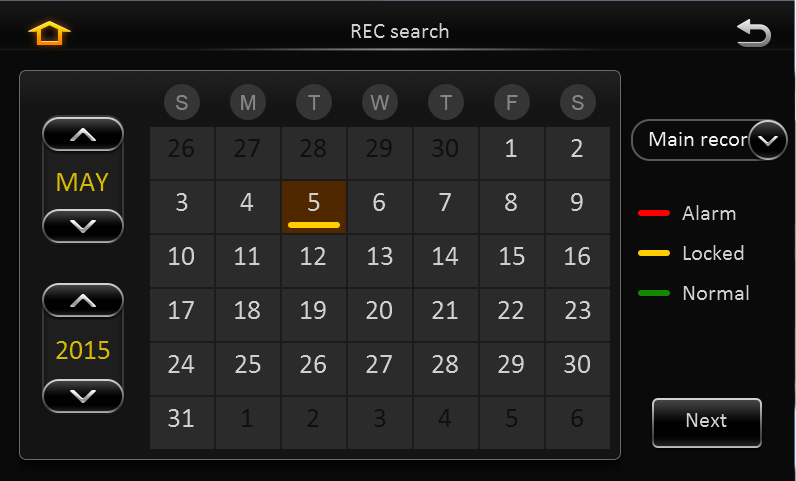 REC search
S M T W T F S
26 27 28 29 30 1 2
3 4 5 6 7 8 9
10 11 12 13 14 15 16
17 18 19 20 21 22 23
24 25 26 27 28 29 30
31 1 2 3 4 5 6
MAY
2015
Main recor
Alarm
Locked
Normal
Next